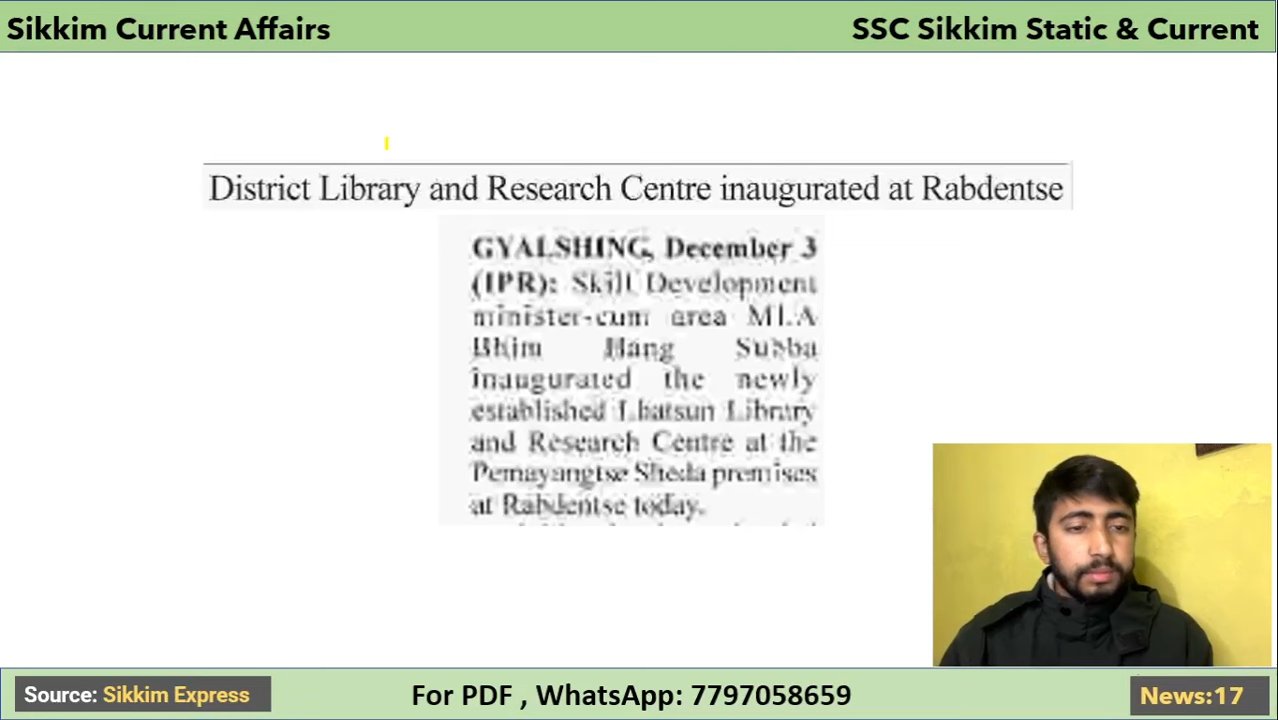 Sikkim Current Affairs
SSC Sikkim Static & Current
District Library and Research Centre inaugurated at Rabdentse
GYALSHING, December 3
(IPR): Skill Development
minister-cum area MLA
Bhim Hang Subba
inaugurated the newly
established Lhatsun Library
and Research Centre at the
Pemayangtse Sheda premises
at Rabdentse today.
Source: Sikkim Express
For PDF , WhatsApp: 7797058659
News:17